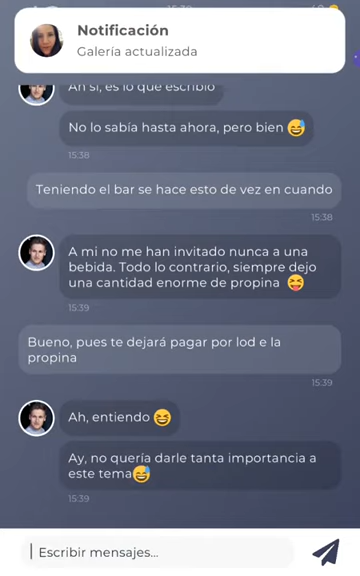 Notificación
Galería actualizada
Ah si, es lo que escribio
No lo sabía hasta ahora, pero bien 😅
15:38
Teniendo el bar se hace esto de vez en cuando
15:38
A mi no me han invitado nunca a una
bebida. Todo lo contrario, siempre dejo
una cantidad enorme de propina 😝
15:39
Bueno, pues te dejará pagar por lod e la
propina
15:39
Ah, entiendo 😆
Ay, no quería darle tanta importancia a
este tema😅
15:39
Escribir mensajes...